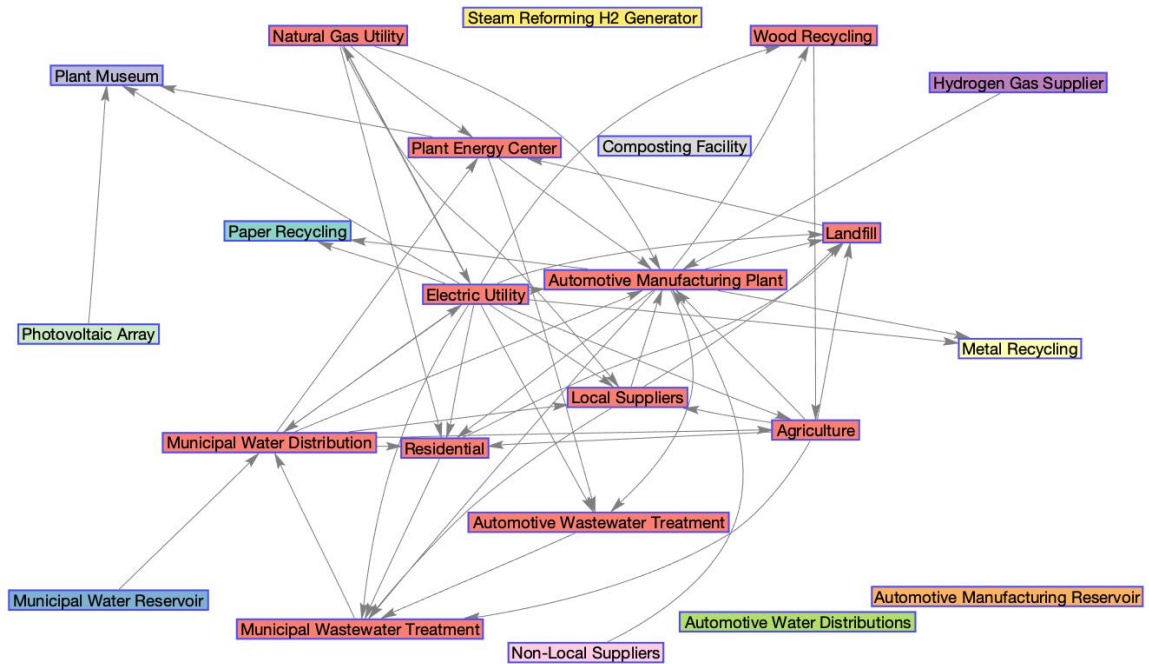 Steam Reforming H2 Generator
Natural Gas Utility
Wood Recycling
Plant Museum
Hydrogen Gas Supplier
Plant Energy Center
Composting Facility
Paper Recycling
Landfill
Automotive Manufacturing Plant
Electric Utility
Photovoltaic Array
Metal Recycling
Local Suppliers
Agriculture
Municipal Water Distribution
Residential
Automotive Wastewater Treatment
Municipal Water Reservoir
Automotive Manufacturing Reservoir
Automotive Water Distributions
Municipal Wastewater Treatment
Non-Local Suppliers